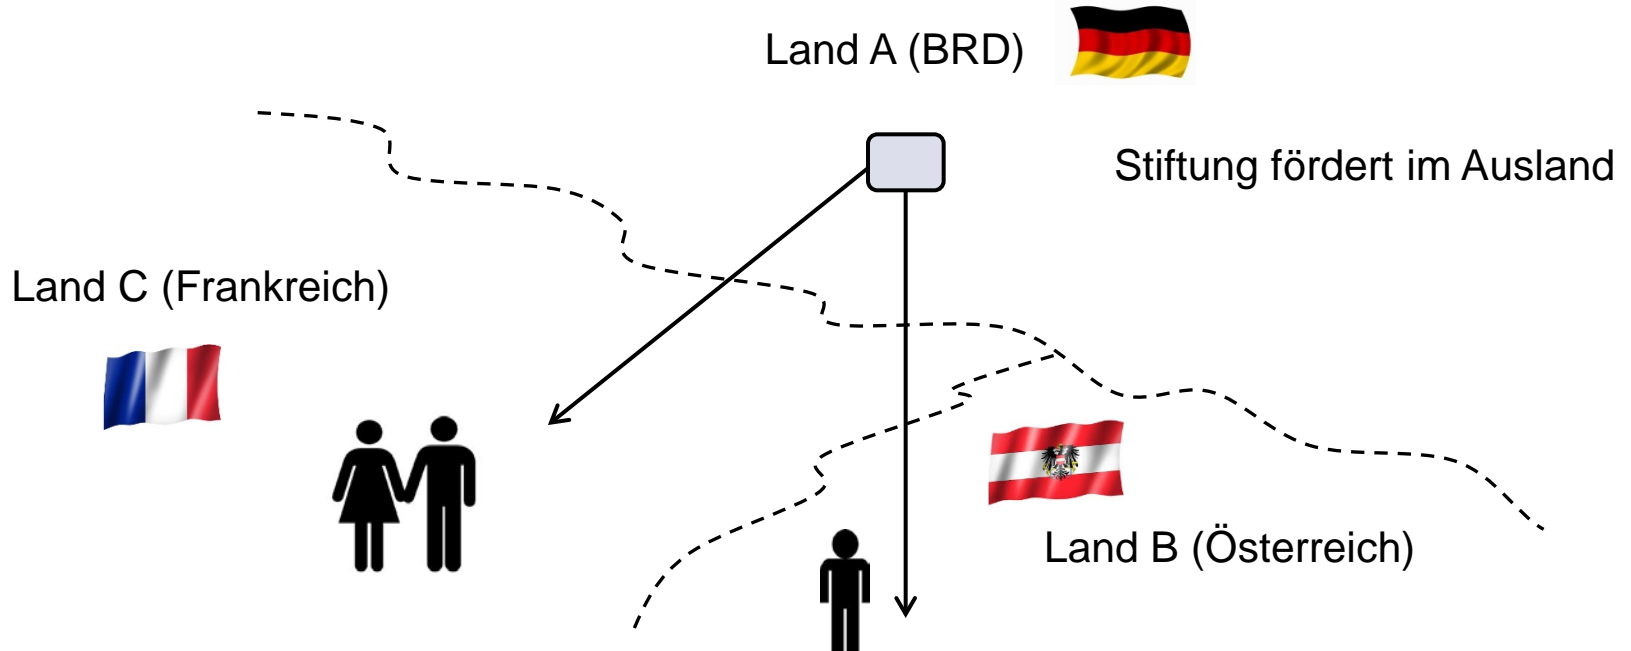 Land A (BRD)
Stiftung fördert im Ausland
Land C (Frankreich)
Land B (Österreich)